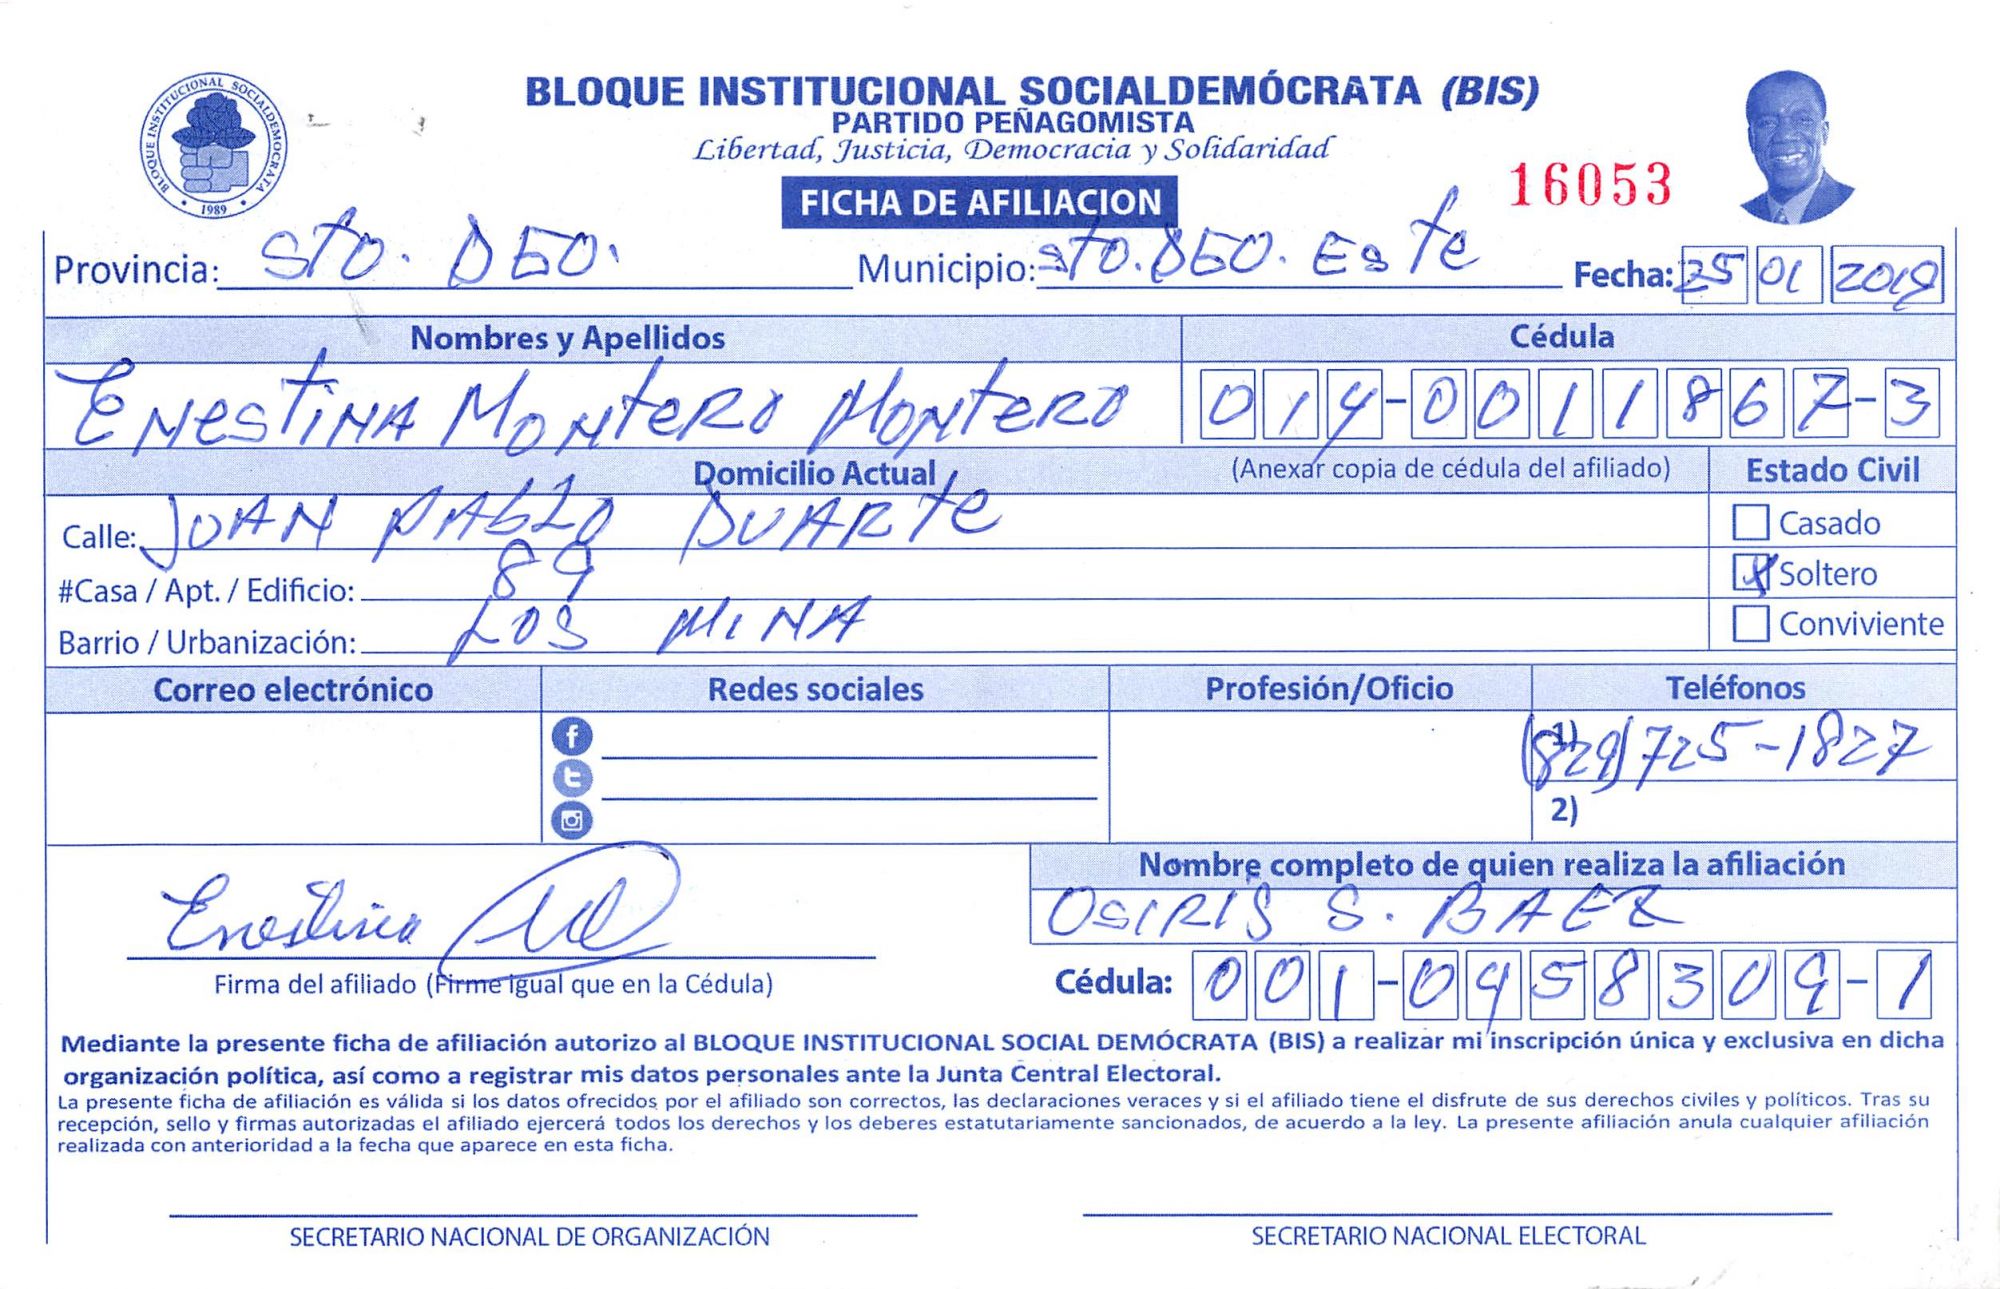 BLOQUE INSTITUCIONAL SOCIALDEMÓCRATA (BIS)
PARTIDO PEÑAGOMISTA
Libertad, Justicia, Democracia y Solidaridad
BLOQUE INSTITUCIONAL SOCIALDEMOCRATA
1989
FICHA DE AFILIACION
16053
Provincia: Sto. DGO. Municipio: Sto. DGO. Este Fecha: 25 01 2019
Nombres y Apellidos Cédula
Enestina Montero Montero 014-0011867-3
Domicilio Actual (Anexar copia de cédula del afiliado) Estado Civil
Calle: JUAN PABLO DUARTE
Casado
#Casa / Apt. / Edificio: 89
X Soltero
Barrio / Urbanización: LOS MINA
Conviviente
Correo electrónico Redes sociales Profesión/Oficio Teléfonos
1) (829)725-1827
2)
Nombre completo de quien realiza la afiliación
OSIRIS S. BAEZ
Enestina
Firma del afiliado (Firme igual que en la Cédula)
Cédula: 001-0458309-1
Mediante la presente ficha de afiliación autorizo al BLOQUE INSTITUCIONAL SOCIAL DEMÓCRATA (BIS) a realizar mi inscripción única y exclusiva en dicha
organización política, así como a registrar mis datos personales ante la Junta Central Electoral.
La presente ficha de afiliación es válida si los datos ofrecidos por el afiliado son correctos, las declaraciones veraces y si el afiliado tiene el disfrute de sus derechos civiles y políticos. Tras su
recepción, sello y firmas autorizadas el afiliado ejercerá todos los derechos y los deberes estatutariamente sancionados, de acuerdo a la ley. La presente afiliación anula cualquier afiliación
realizada con anterioridad a la fecha que aparece en esta ficha.
SECRETARIO NACIONAL DE ORGANIZACIÓN SECRETARIO NACIONAL ELECTORAL